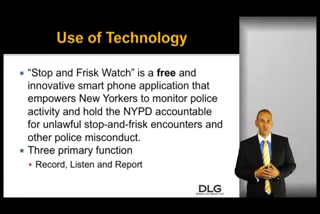 Use of Technology
"Stop and Frisk Watch" is a free and
innovative smart phone application that
empowers New Yorkers to monitor police
activity and hold the NYPD accountable
for unlawful stop-and-frisk encounters and
other police misconduct.
Three primary function
Record, Listen and Report
DLG